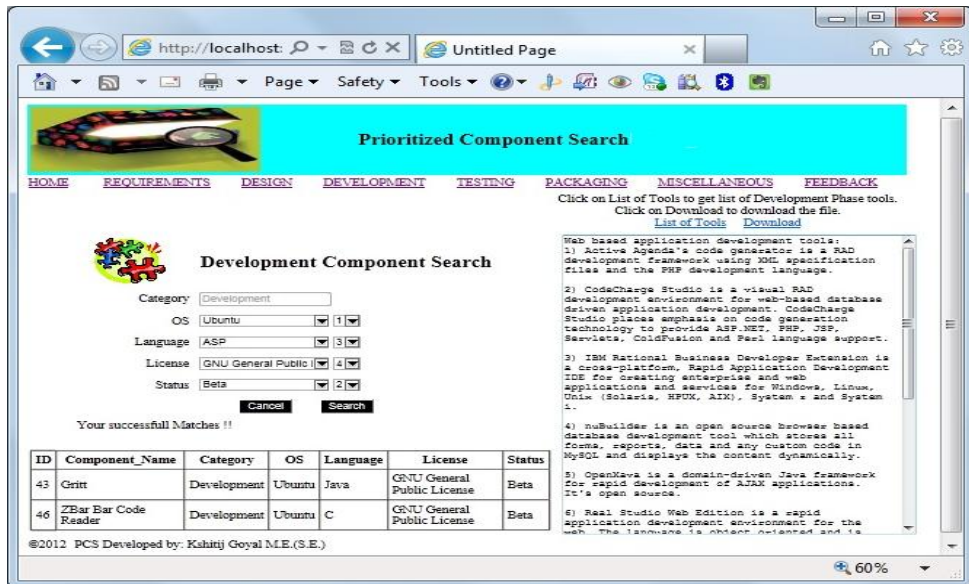 http://localhost:
Untitled Page
Page
Safety
Tools
Prioritized Component Search
HOME REQUIREMENTS DESIGN DEVELOPMENT TESTING PACKAGING MISCELLANEOUS FEEDBACK
Click on List of Tools to get list of Development Phase tools.
Click on Download to download the file.
List of Tools Download
Development Component Search
Category Development
OS Ubuntu 1
Language ASP 3
License GNU General Public 4
Status Beta 2
Cancel Search
Your successfull Matches !!
ID Component_Name Category OS Language License Status
43 Gritt Development Ubuntu Java GNU General Public License Beta
46 ZBar Bar Code Reader Development Ubuntu C GNU General Public License Beta
Web based application development tools:
1) Active Agenda's code generator is a RAD
development framework using XML specification
files and the PHP development language.
2) CodeCharge Studio is a visual RAD
development environment for web-based database
driven application development. CodeCharge
Studio places emphasis on code generation
technology to provide ASP.NET, PHP, JSP,
Servlets, ColdFusion and Perl language support.
3) IBM Rational Business Developer Extension is
a cross-platform, Rapid Application Development
IDE for creating enterprise and web
applications and services for Windows, Linux,
Unix (Solaris, HPUX, AIX), System z and System
i.
4) nuBuilder is an open source browser based
database development tool which stores all
forms, reports, data and any custom code in
MySQL and displays the content dynamically.
5) OpenXava is a domain-driven Java framework
for rapid development of AJAX applications.
It's open source.
6) Real Studio Web Edition is a rapid
application development environment for the
web. The language is object oriented and is
©2012 PCS Developed by: Kshitij Goyal M.E.(S.E.)
60%